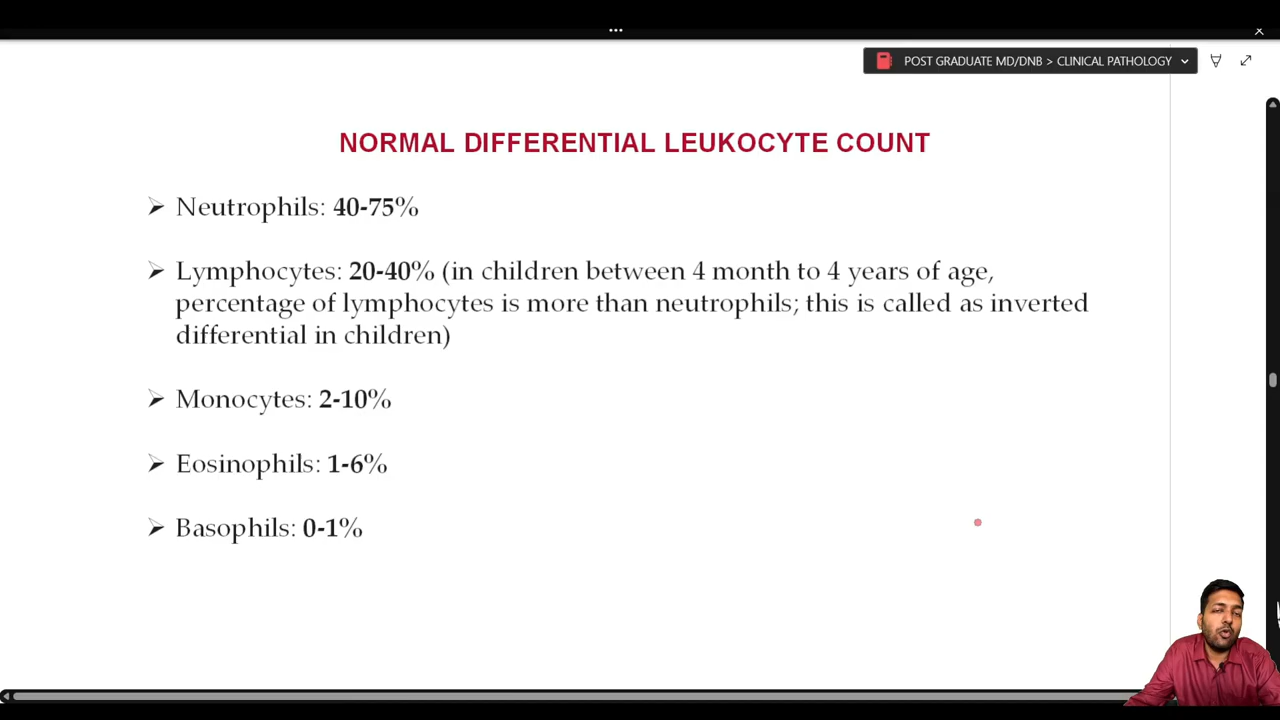 POST GRADUATE MD/DNB > CLINICAL PATHOLOGY
NORMAL DIFFERENTIAL LEUKOCYTE COUNT
➢ Neutrophils: 40-75%
➢ Lymphocytes: 20-40% (in children between 4 month to 4 years of age,
percentage of lymphocytes is more than neutrophils; this is called as inverted
differential in children)
➢ Monocytes: 2-10%
➢ Eosinophils: 1-6%
➢ Basophils: 0-1%